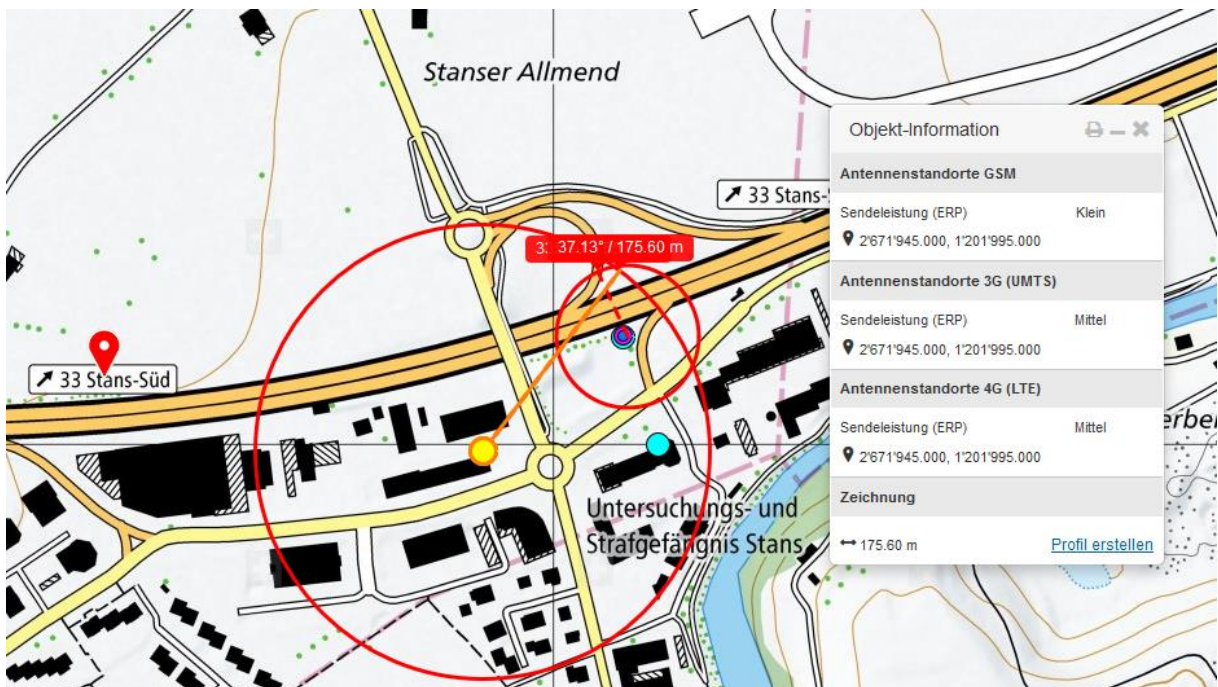 Stanser Allmend
33 Stans-
37.13° / 175.60 m
33 Stans-Süd
Untersuchungs- und
Strafgefängnis Stans
Objekt-Information
Antennenstandorte GSM
Sendeleistung (ERP) Klein
2'671'945.000, 1'201'995.000
Antennenstandorte 3G (UMTS)
Sendeleistung (ERP) Mittel
2'671'945.000, 1'201'995.000
Antennenstandorte 4G (LTE)
Sendeleistung (ERP) Mittel
2'671'945.000, 1'201'995.000
Zeichnung
175.60 m Profil erstellen